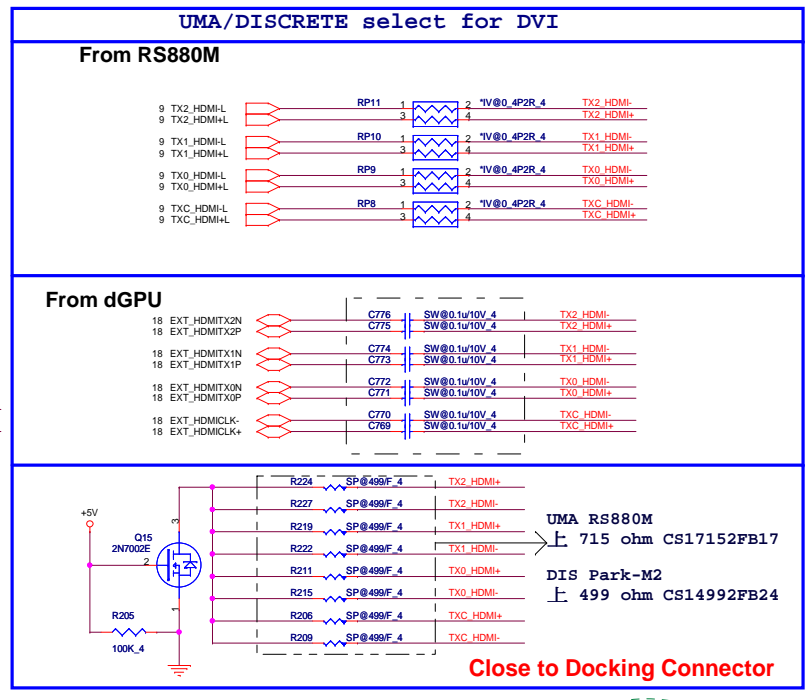 UMA/DISCRETE select for DVI
From RS880M
9 TX2_HDMI-L RP11 1 2 *IV@0_4P2R_4 TX2_HDMI-
9 TX2_HDMI+L 3 4 TX2_HDMI+
9 TX1_HDMI-L RP10 1 2 *IV@0_4P2R_4 TX1_HDMI-
9 TX1_HDMI+L 3 4 TX1_HDMI+
9 TX0_HDMI-L RP9 1 2 *IV@0_4P2R_4 TX0_HDMI-
9 TX0_HDMI+L 3 4 TX0_HDMI+
9 TXC_HDMI-L RP8 1 2 *IV@0_4P2R_4 TXC_HDMI-
9 TXC_HDMI+L 3 4 TXC_HDMI+
From dGPU
18 EXT_HDMITX2N C776 SW@0.1u/10V_4 TX2_HDMI-
18 EXT_HDMITX2P C775 SW@0.1u/10V_4 TX2_HDMI+
18 EXT_HDMITX1N C774 SW@0.1u/10V_4 TX1_HDMI-
18 EXT_HDMITX1P C773 SW@0.1u/10V_4 TX1_HDMI+
18 EXT_HDMITX0N C772 SW@0.1u/10V_4 TX0_HDMI-
18 EXT_HDMITX0P C771 SW@0.1u/10V_4 TX0_HDMI+
18 EXT_HDMICLK- C770 SW@0.1u/10V_4 TXC_HDMI-
18 EXT_HDMICLK+ C769 SW@0.1u/10V_4 TXC_HDMI+
+5V
Q15
2N7002E
3
2
1
R205
100K_4
R224 SP@499/F_4 TX2_HDMI+
R227 SP@499/F_4 TX2_HDMI-
R219 SP@499/F_4 TX1_HDMI+
R222 SP@499/F_4 TX1_HDMI-
R211 SP@499/F_4 TX0_HDMI+
R215 SP@499/F_4 TX0_HDMI-
R206 SP@499/F_4 TXC_HDMI+
R209 SP@499/F_4 TXC_HDMI-
UMA RS880M
上 715 ohm CS17152FB17
DIS Park-M2
上 499 ohm CS14992FB24
Close to Docking Connector